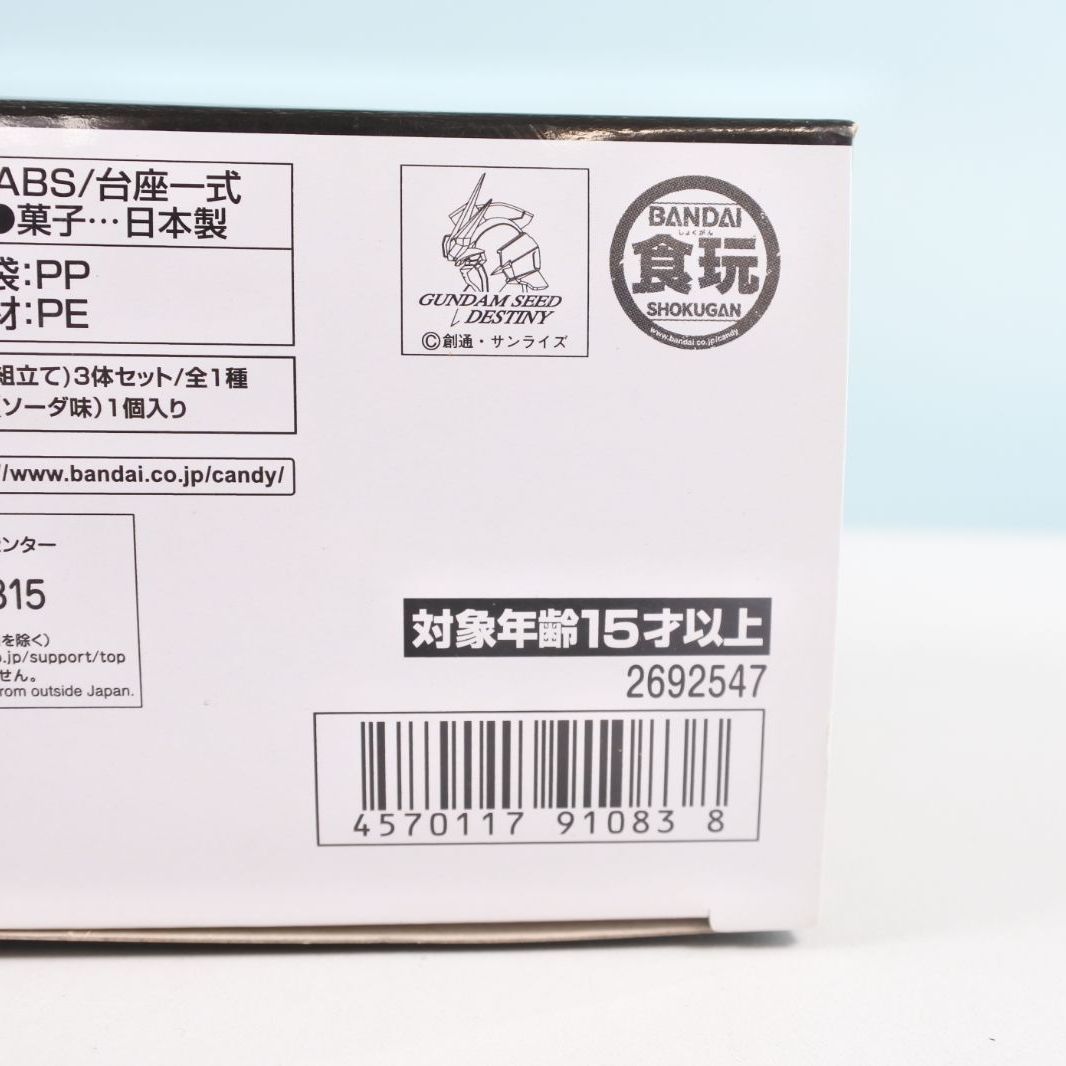 ABS/台座一式
●菓子…日本製
袋:PP
材:PE
組立て)3体セット/全1種
(ソーダ味)1個入り
//www.bandai.co.jp/candy/
センター
315
を除く)
o.jp/support/top
せん。
from outside Japan.
GUNDAM SEED
DESTINY
©創通・サンライズ
BANDAI
しょくがん
食玩
SHOKUGAN
www.bandai.co.jp/candy
対象年齢15才以上
2692547
4570117 91083 8